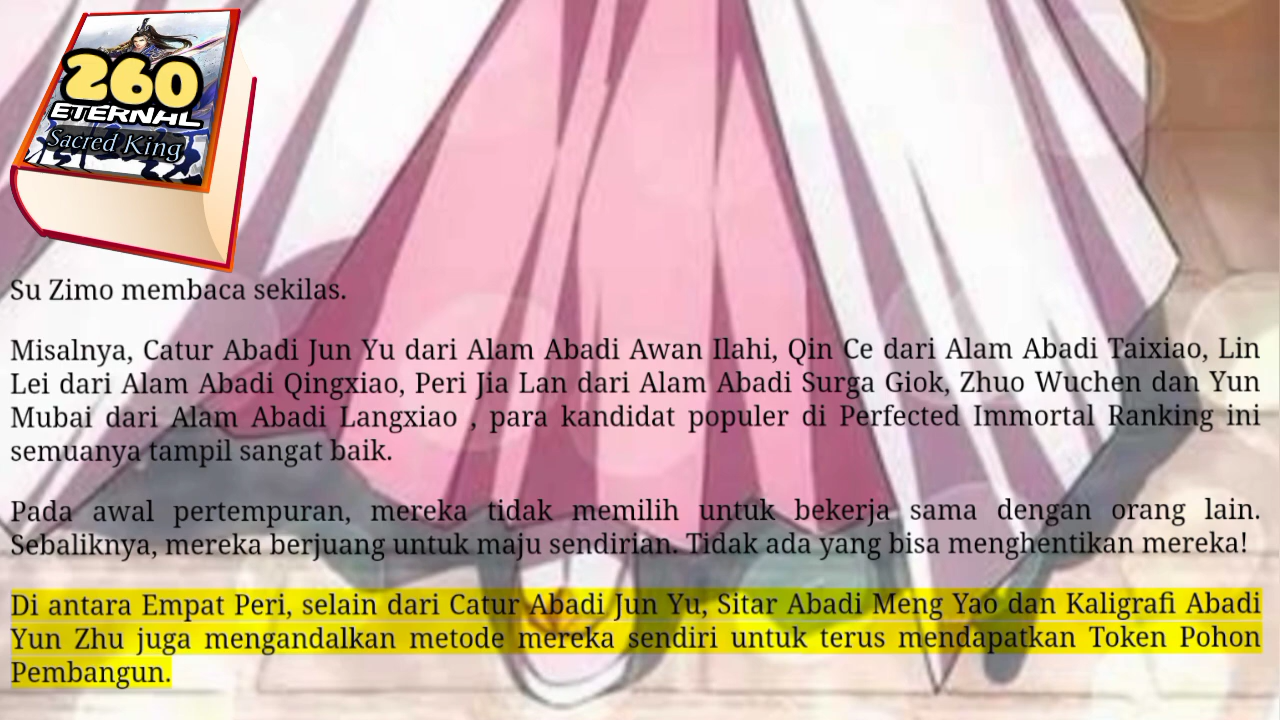 260
ETERNAL
Sacred King
Su Zimo membaca sekilas.
Misalnya, Catur Abadi Jun Yu dari Alam Abadi Awan Ilahi, Qin Ce dari Alam Abadi Taixiao, Lin
Lei dari Alam Abadi Qingxiao, Peri Jia Lan dari Alam Abadi Surga Giok, Zhuo Wuchen dan Yun
Mubai dari Alam Abadi Langxiao , para kandidat populer di Perfected Immortal Ranking ini
semuanya tampil sangat baik.
Pada awal pertempuran, mereka tidak memilih untuk bekerja sama dengan orang lain.
Sebaliknya, mereka berjuang untuk maju sendirian. Tidak ada yang bisa menghentikan mereka!
Di antara Empat Peri, selain dari Catur Abadi Jun Yu, Sitar Abadi Meng Yao dan Kaligrafi Abadi
Yun Zhu juga mengandalkan metode mereka sendiri untuk terus mendapatkan Token Pohon
Pembangun.